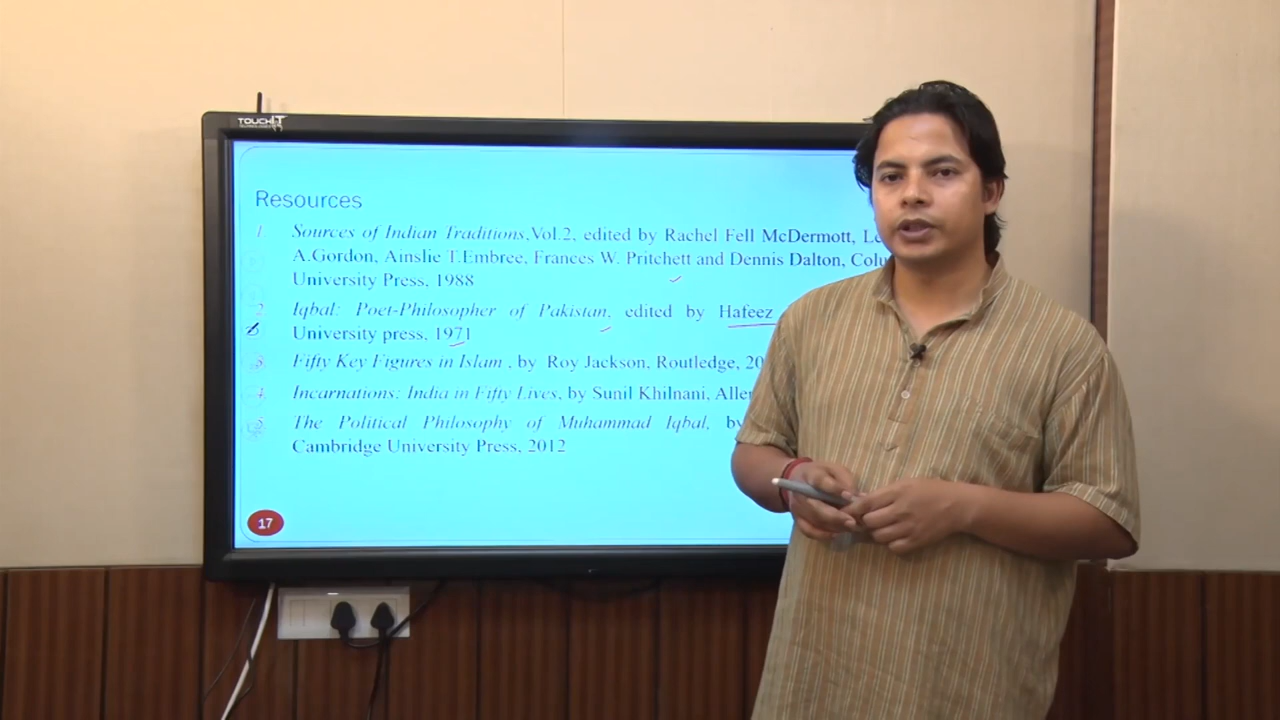 TOUCHIT
Resources
1. Sources of Indian Traditions,Vol.2, edited by Rachel Fell McDermott,
A.Gordon, Ainslie T.Embree, Frances W. Pritchett and Dennis Dalton,
University Press, 1988
2. Iqbal: Poet-Philosopher of Pakistan, edited by Hafeez
University press, 1971
3. Fifty Key Figures in Islam , by Roy Jackson, Routledge, 20
4. Incarnations: India in Fifty Lives, by Sunil Khilnani,
5. The Political Philosophy of Muhammad Iqbal, by
Cambridge University Press, 2012
17